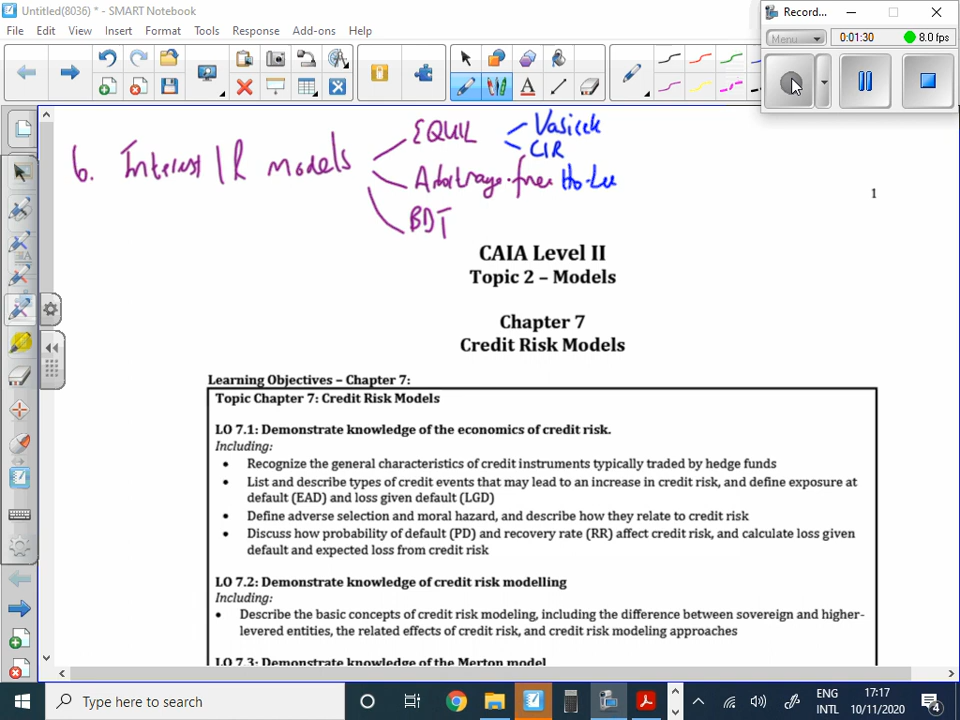 Untitled(8036) * - SMART Notebook
File Edit View Insert Format Tools Response Add-ons Help
Record...
Menu 0:01:30 8.0 fps
6. Interest IR models
EQUIL
Vasicek
CIR
Arbitrage-free Ho-Lee
BDT
1
CAIA Level II
Topic 2 – Models
Chapter 7
Credit Risk Models
Learning Objectives – Chapter 7:
Topic Chapter 7: Credit Risk Models
LO 7.1: Demonstrate knowledge of the economics of credit risk.
Including:
• Recognize the general characteristics of credit instruments typically traded by hedge funds
• List and describe types of credit events that may lead to an increase in credit risk, and define exposure at
default (EAD) and loss given default (LGD)
• Define adverse selection and moral hazard, and describe how they relate to credit risk
• Discuss how probability of default (PD) and recovery rate (RR) affect credit risk, and calculate loss given
default and expected loss from credit risk
LO 7.2: Demonstrate knowledge of credit risk modelling
Including:
• Describe the basic concepts of credit risk modeling, including the difference between sovereign and higher-
levered entities, the related effects of credit risk, and credit risk modeling approaches
LO 7.3: Demonstrate knowledge of the Merton model
Type here to search
ENG
INTL
17:17
10/11/2020
4